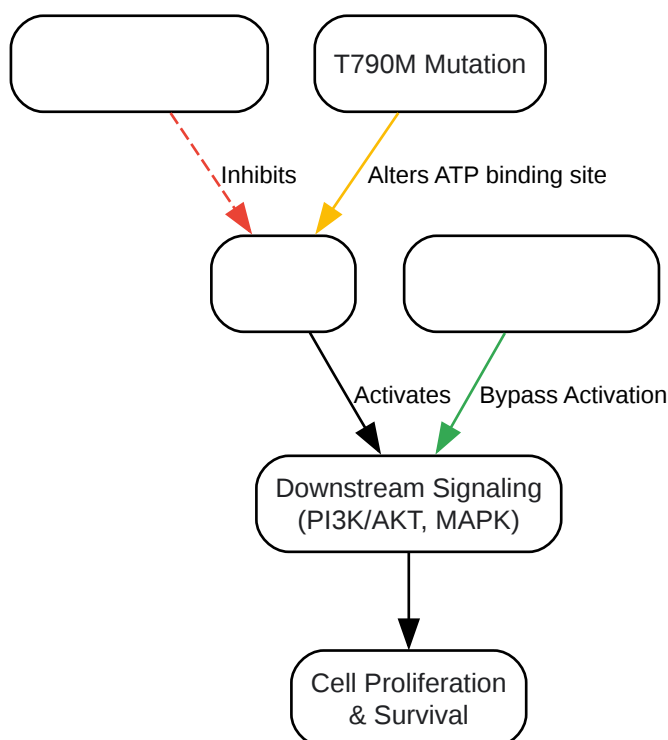 T790M Mutation
Inhibits
Alters ATP binding site
Activates
Bypass Activation
Downstream Signaling
(PI3K/AKT, MAPK)
Cell Proliferation
& Survival